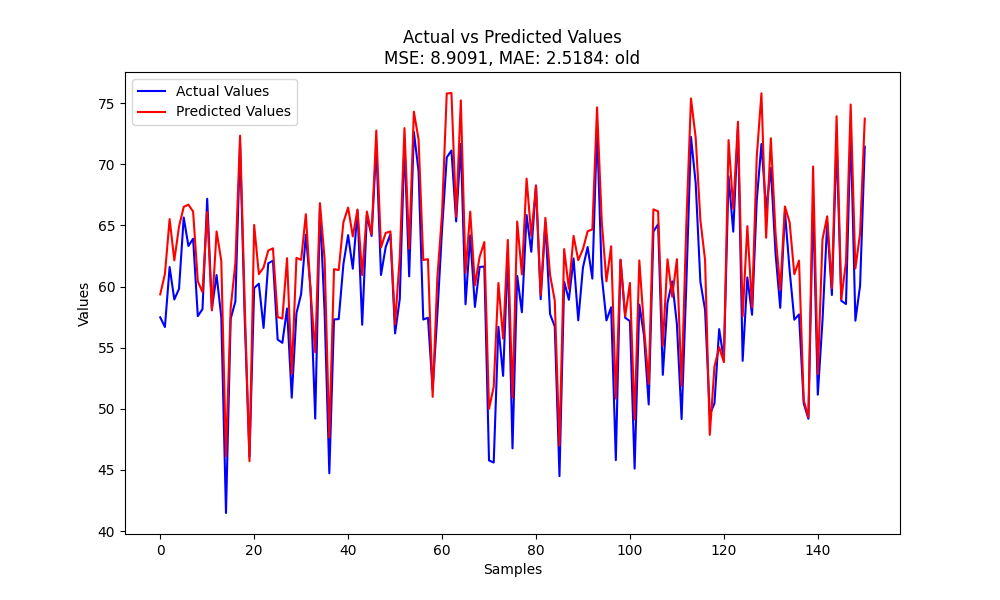 Actual vs Predicted Values
MSE: 8.9091, MAE: 2.5184: old
Actual Values
Predicted Values
75
70
65
60
55
50
45
40
Values
0 20 40 60 80 100 120 140
Samples